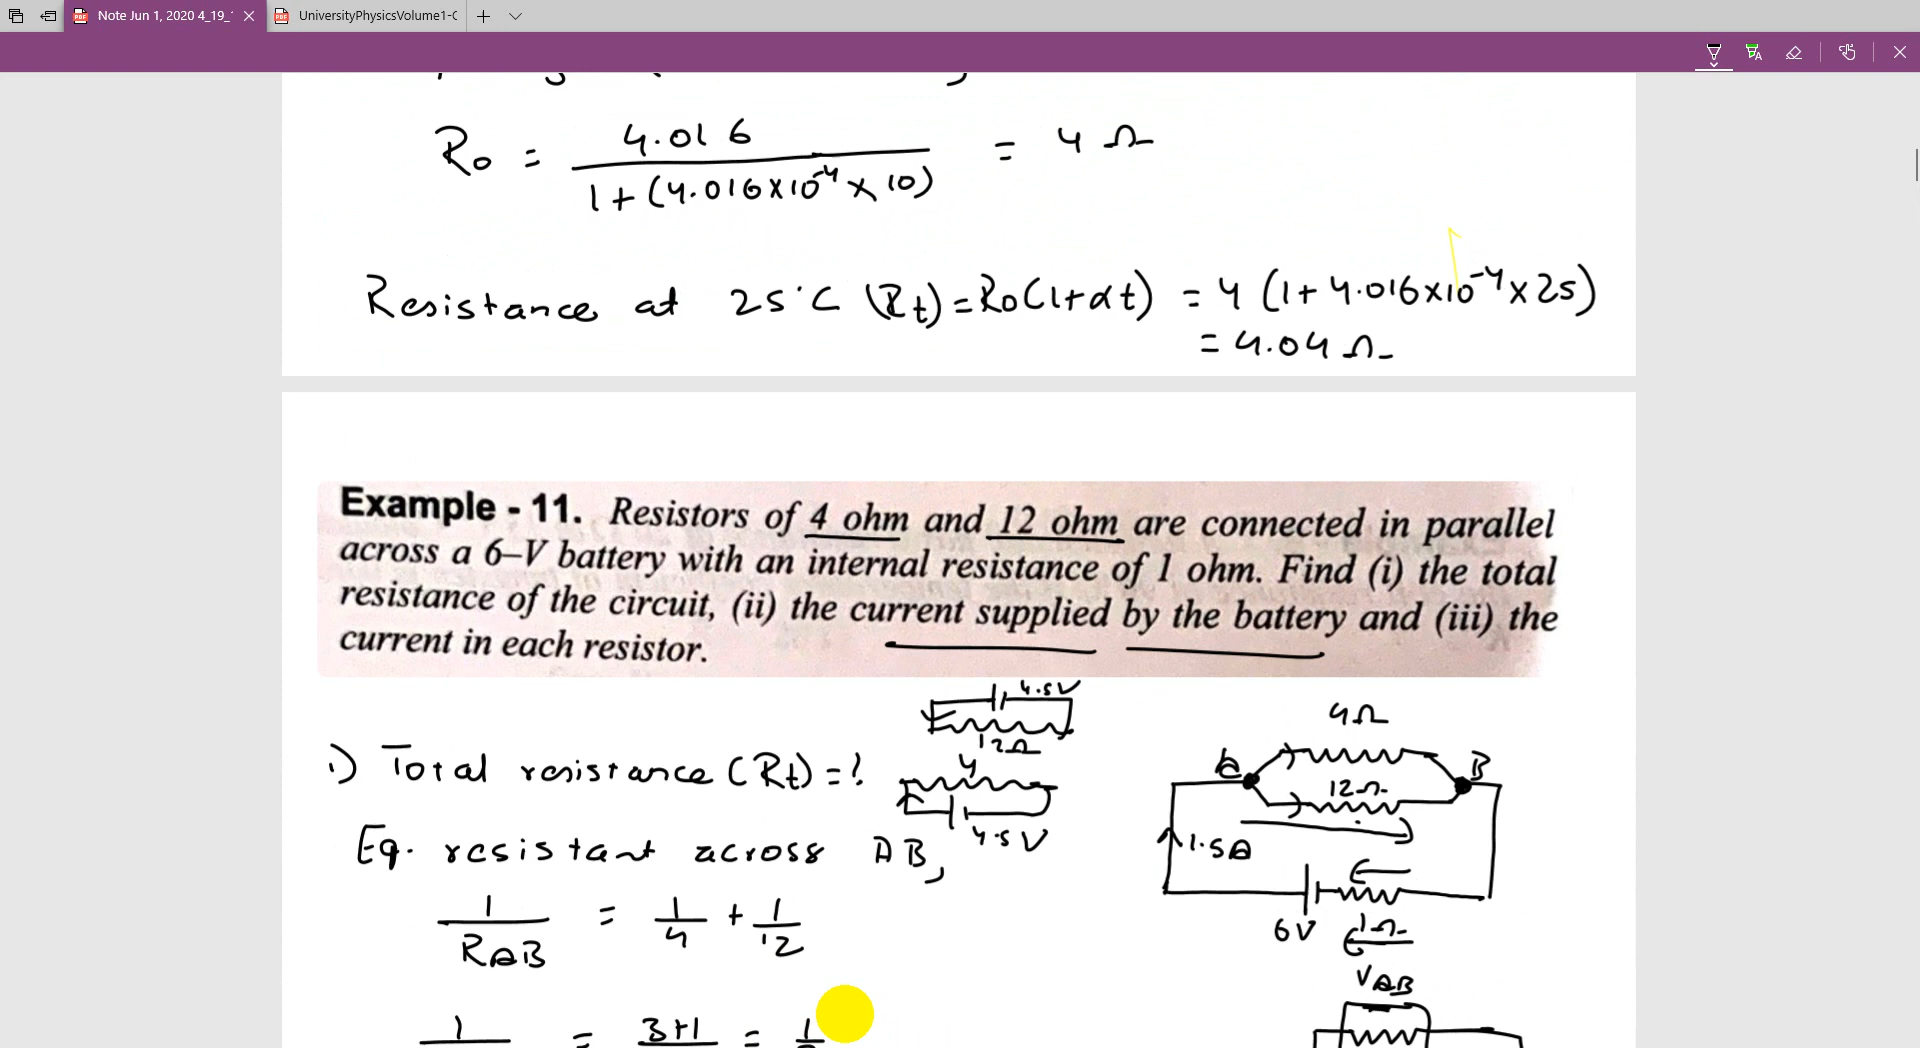 Note Jun 1, 2020 4_19_
UniversityPhysicsVolume1-C
R₀ = 4.016 / 1+(4.016×10⁻⁴×10) = 4 Ω
Resistance at 25°C (Rt) = R₀(1+αt) = 4 (1+4.016×10⁻⁴×25)
= 4.04 Ω
Example - 11. Resistors of 4 ohm and 12 ohm are connected in parallel
across a 6–V battery with an internal resistance of 1 ohm. Find (i) the total
resistance of the circuit, (ii) the current supplied by the battery and (iii) the
current in each resistor.
4.5V
12Ω
4
4.5V
i) Total resistance (Rt) = ?
Eq. resistant across AB,
1/RAB = 1/4 + 1/12
1 = 3+1 = 1
4Ω
A
B
12Ω
1.5A
6V
1Ω
VAB